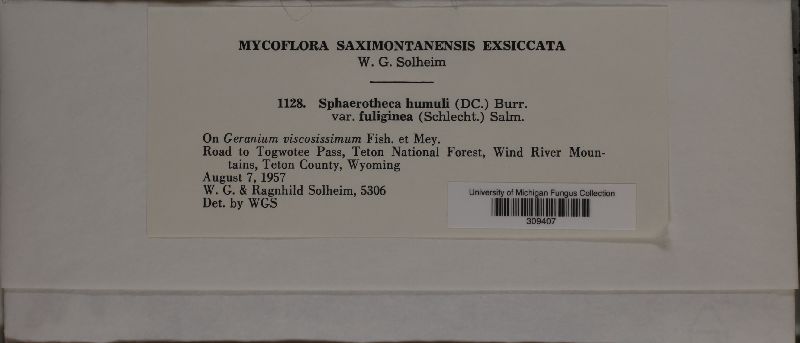 MYCOFLORA SAXIMONTANENSIS EXSICCATA
W. G. Solheim
1128. Sphaerotheca humuli (DC.) Burr.
var. fuliginea (Schlecht.) Salm.
On Geranium viscosissimum Fish. et Mey.
Road to Togwotee Pass, Teton National Forest, Wind River Moun-
tains, Teton County, Wyoming
August 7, 1957
W. G. & Ragnhild Solheim, 5306
Det. by WGS
University of Michigan Fungus Collection
309407